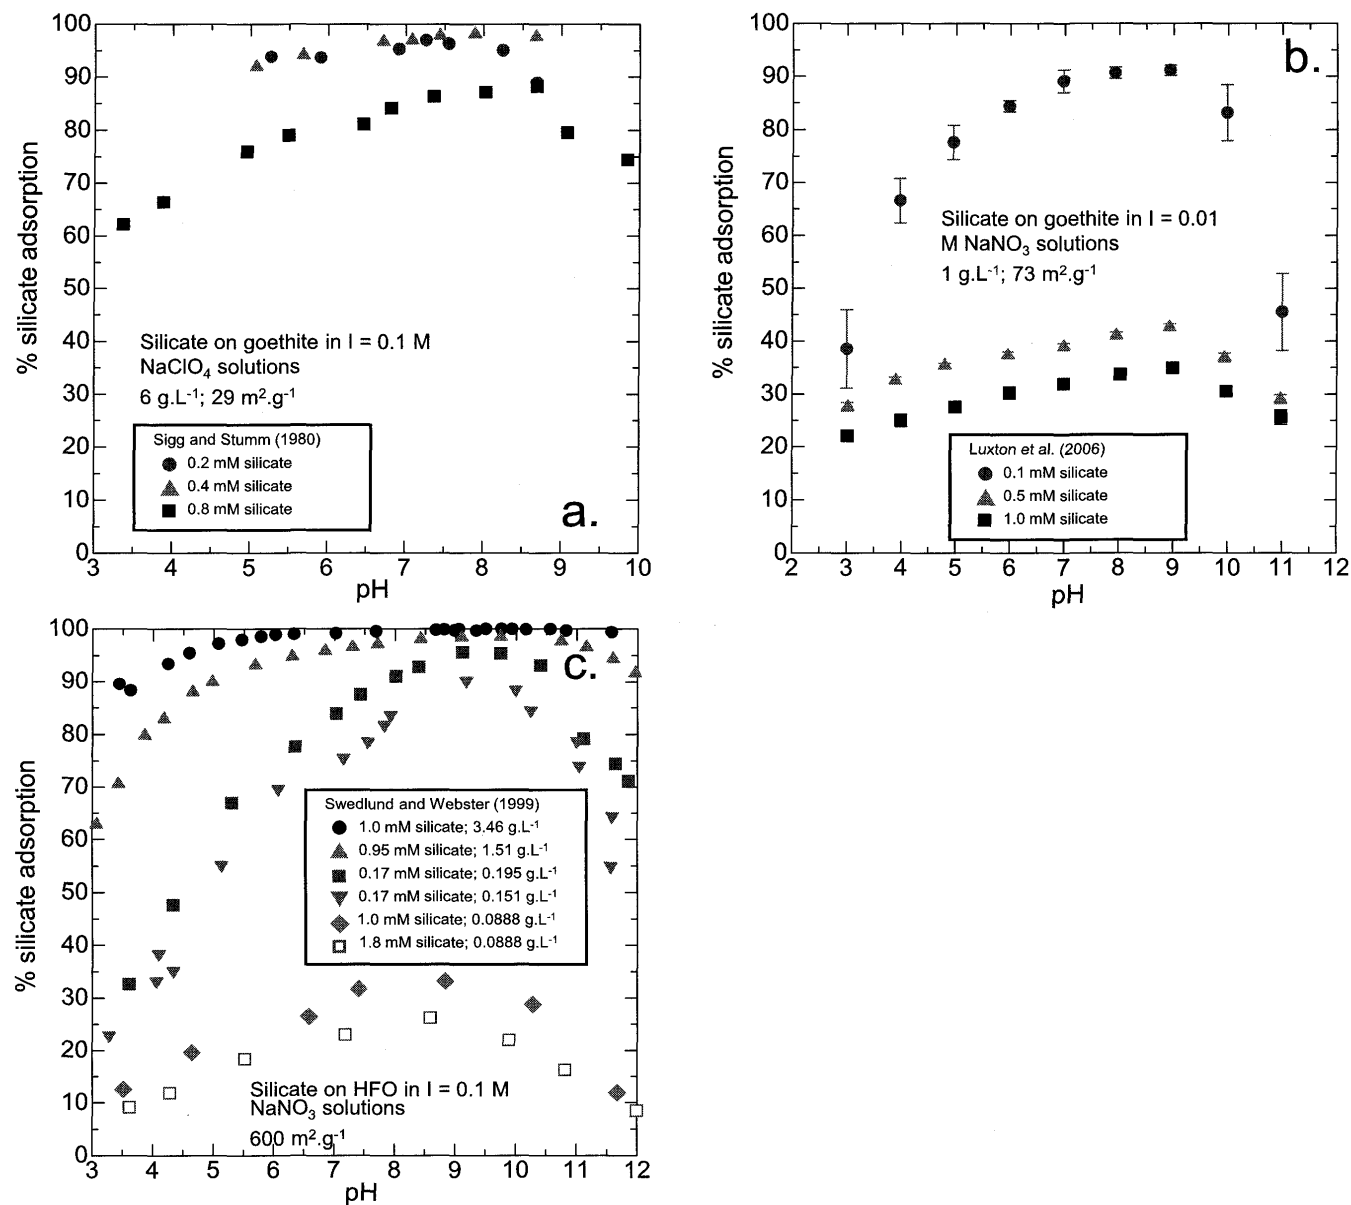 100
90
80
70
60
50
40
30
20
10
0
% silicate adsorption
Silicate on goethite in I = 0.1 M
NaClO4 solutions
6 g.L-1; 29 m2.g-1
Sigg and Stumm (1980)
0.2 mM silicate
0.4 mM silicate
0.8 mM silicate
a.
3 4 5 6 7 8 9 10
pH
100
90
80
70
60
50
40
30
20
10
0
% silicate adsorption
b.
Silicate on goethite in I = 0.01
M NaNO3 solutions
1 g.L-1; 73 m2.g-1
Luxton et al. (2006)
0.1 mM silicate
0.5 mM silicate
1.0 mM silicate
2 3 4 5 6 7 8 9 10 11 12
pH
100
90
80
70
60
50
40
30
20
10
0
% silicate adsorption
c.
Swedlund and Webster (1999)
1.0 mM silicate; 3.46 g.L-1
0.95 mM silicate; 1.51 g.L-1
0.17 mM silicate; 0.195 g.L-1
0.17 mM silicate; 0.151 g.L-1
1.0 mM silicate; 0.0888 g.L-1
1.8 mM silicate; 0.0888 g.L-1
Silicate on HFO in I = 0.1 M
NaNO3 solutions
600 m2.g-1
3 4 5 6 7 8 9 10 11 12
pH